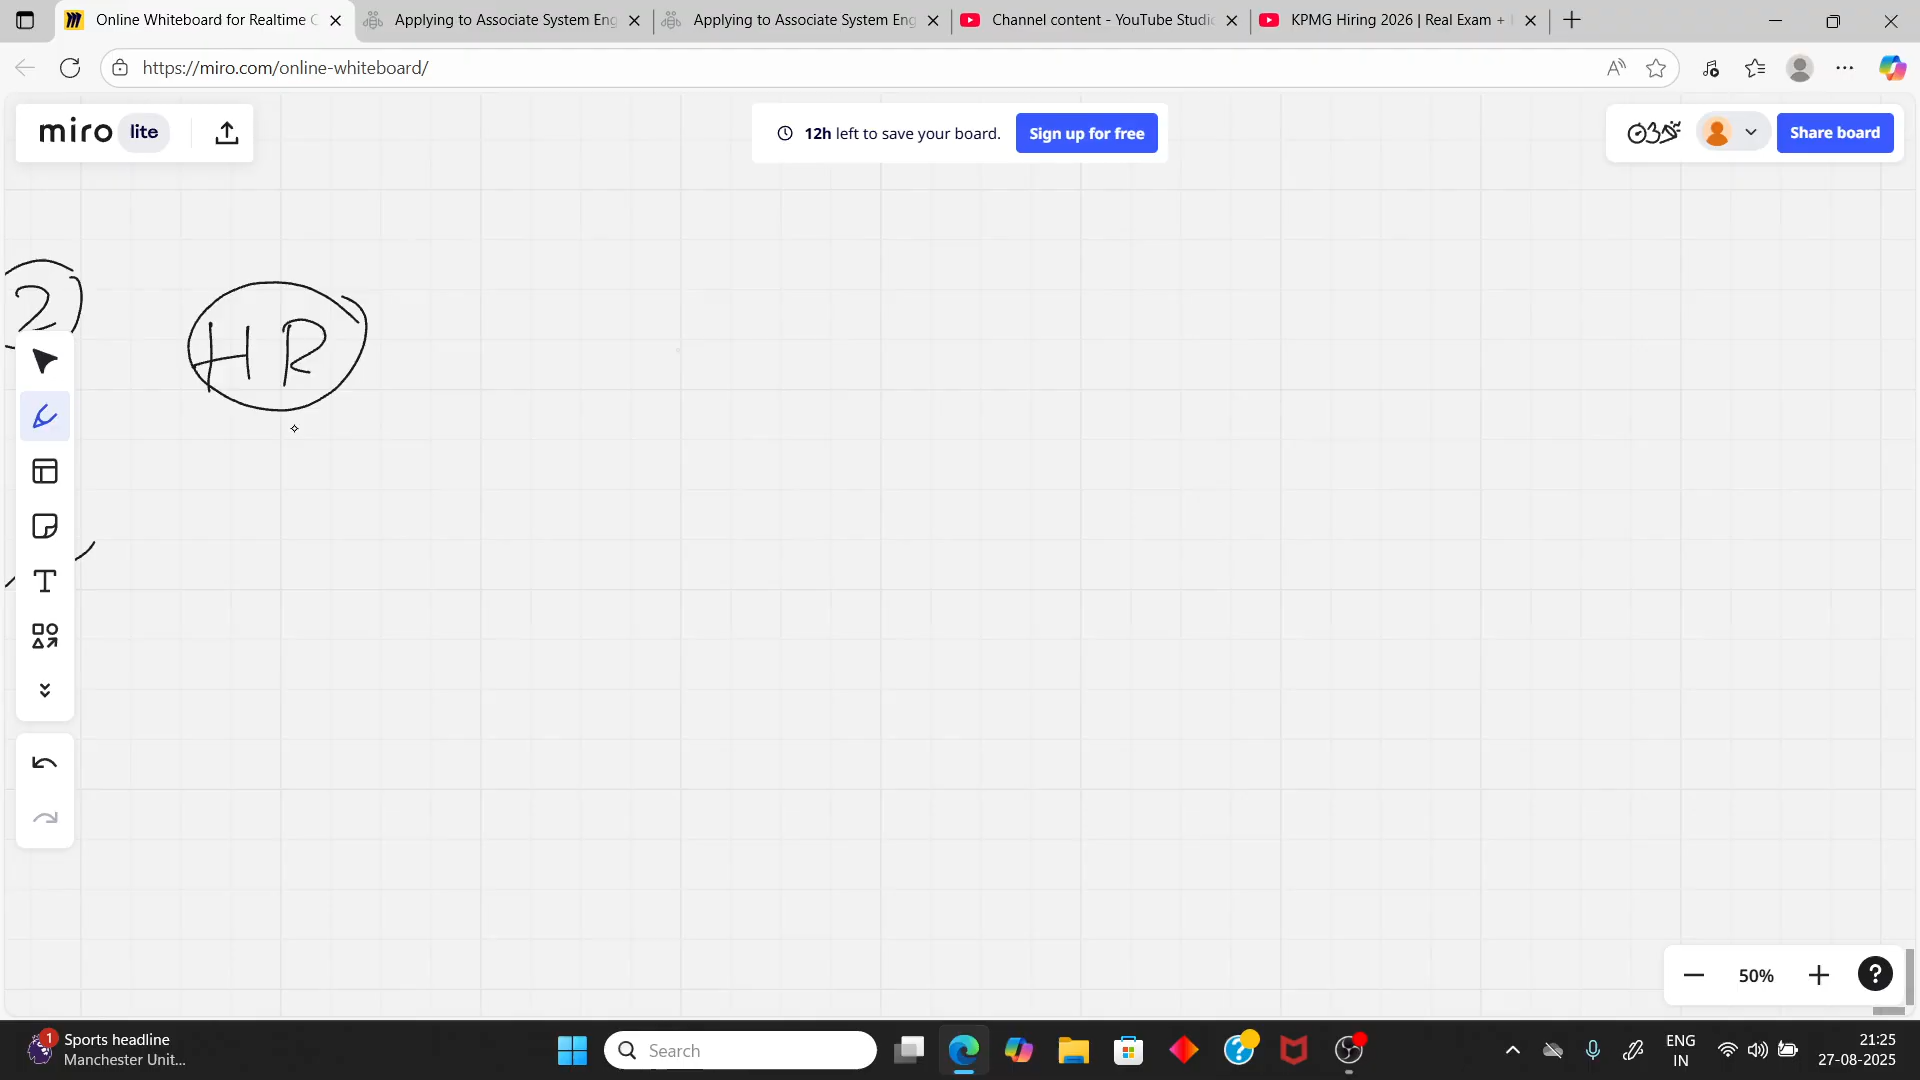 Online Whiteboard for Realtime C
Applying to Associate System Eng
Applying to Associate System Eng
Channel content - YouTube Studio
KPMG Hiring 2026 | Real Exam +
https://miro.com/online-whiteboard/
miro lite
12h left to save your board.
Sign up for free
Share board
2
HR
50%
Sports headline
Manchester Unit...
Search
ENG
IN
21:25
27-08-2025